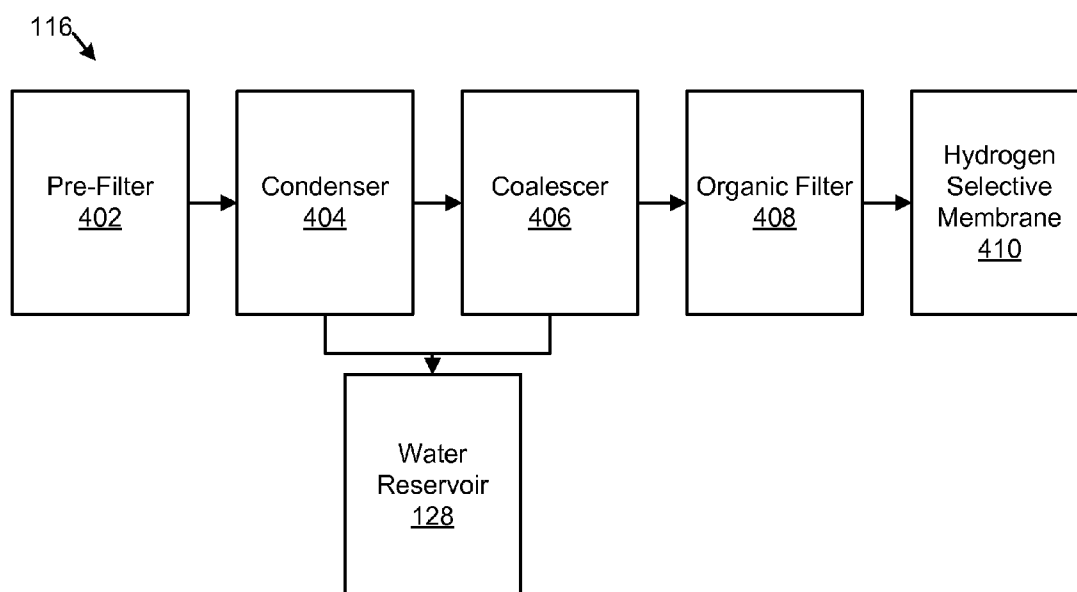 116
Pre-Filter
402
Condenser
404
Coalescer
406
Organic Filter
408
Hydrogen
Selective
Membrane
410
Water
Reservoir
128